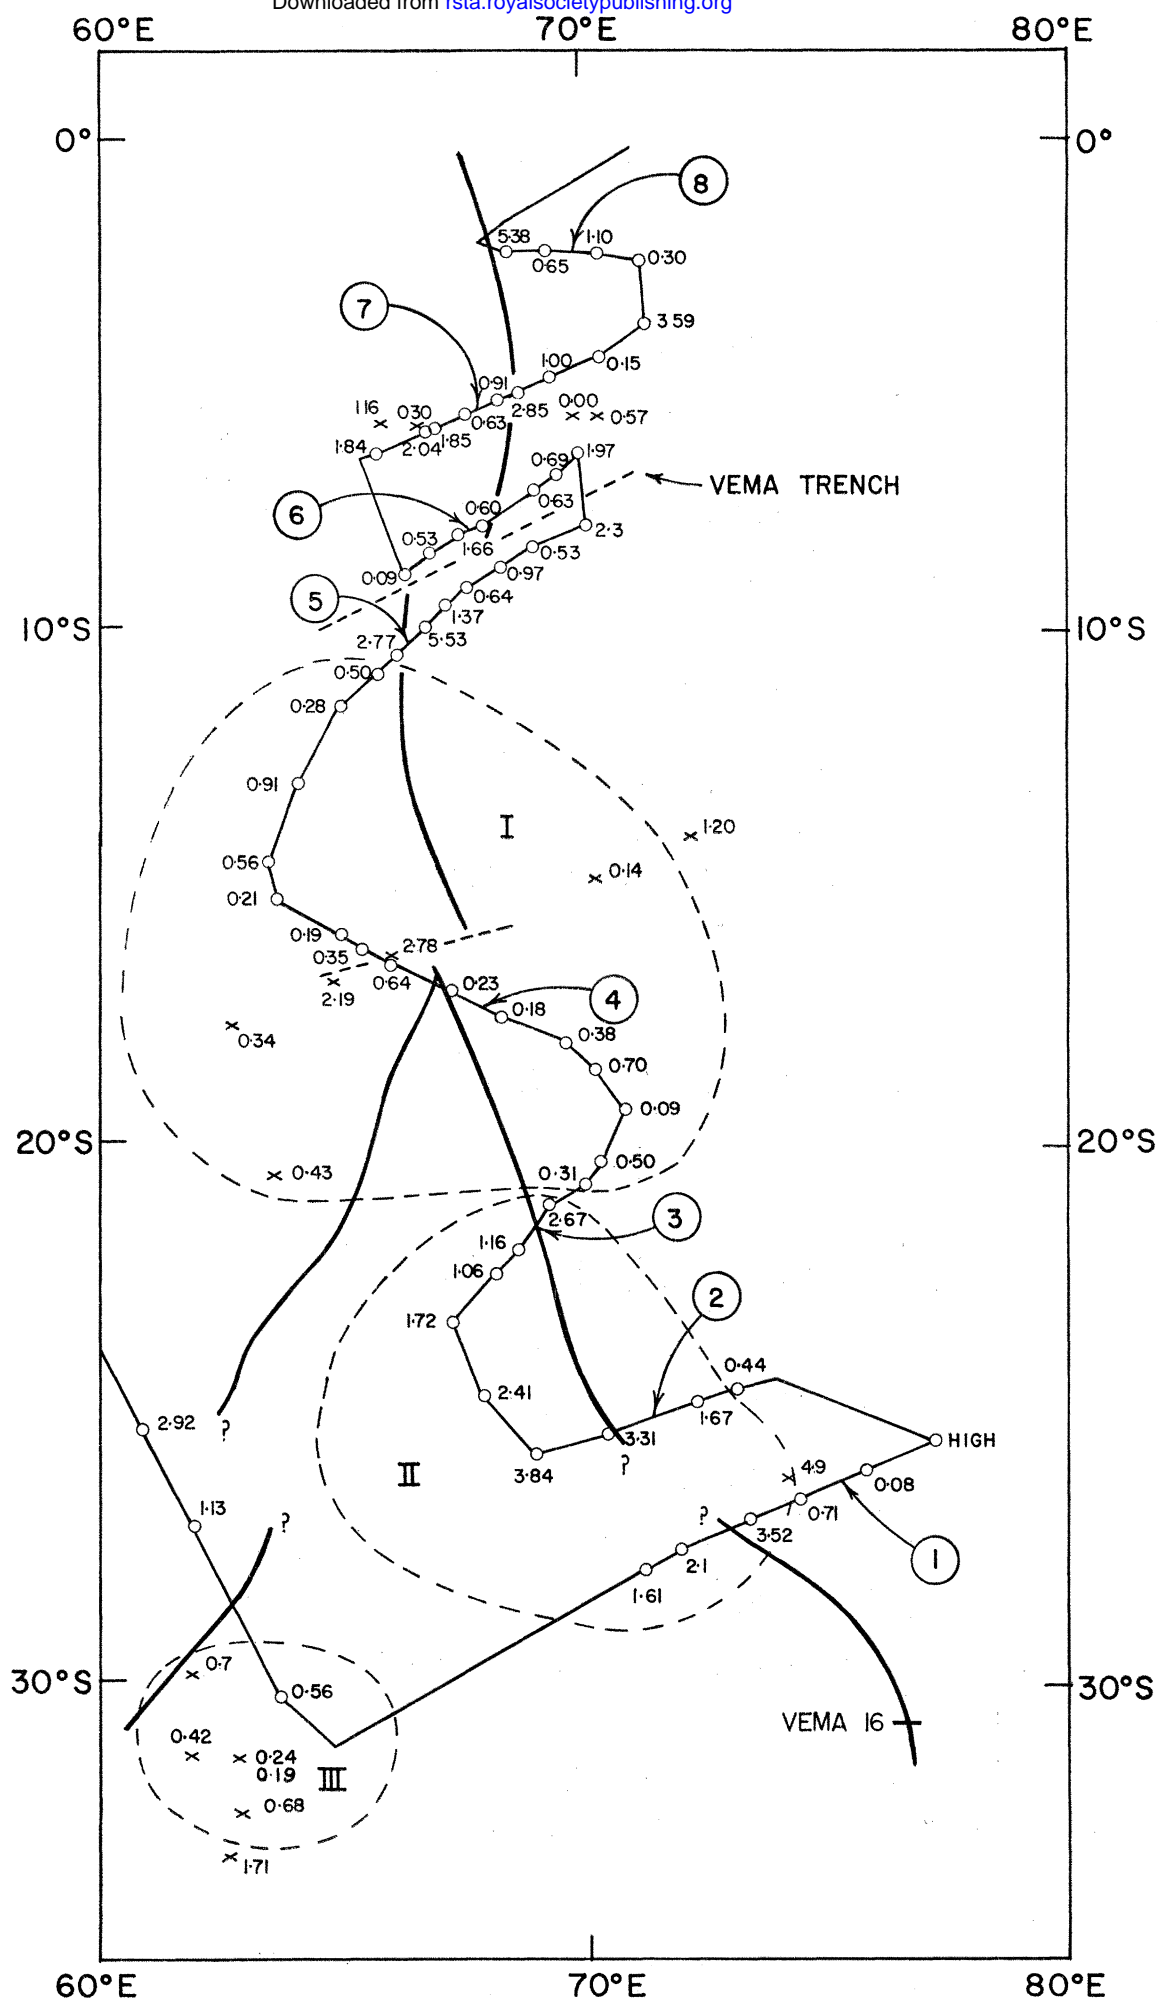 Downloaded from rsta.royalsocietypublishing.org
60°E 70°E 80°E
0° 0°
8
5·38 1·10
0·65 0·30
7
3 59
1·00 0·15
0·91
0·00
116 030 0·63 2·85 0·57
1·84 2·04 1·85
0·69 1·97
VEMA TRENCH
6 0·60 0·63
0·53 1·66 2·3
0·53
0·09 0·97
5 0·64
1·37
10°S 2·77 5·53 10°S
0·50
0·28
0·91
I 1·20
0·56 0·14
0·21
0·19 2·78
0·35 0·64 0·23
2·19 0·18 4
0·34 0·38
0·70
0·09
20°S 20°S
0·43 0·31 0·50
2·67 3
1·16
1·06
2
1·72
0·44
2·41
1·67
2·92 ? 3·31 HIGH
3·84 ? 4·9
II 0·08
1·13 ? ? 0·71
3·52
2·1 1
1·61
0·7
30°S 0·56 30°S
VEMA 16
0·42 0·24
0·19 III
0·68
1·71
60°E 70°E 80°E